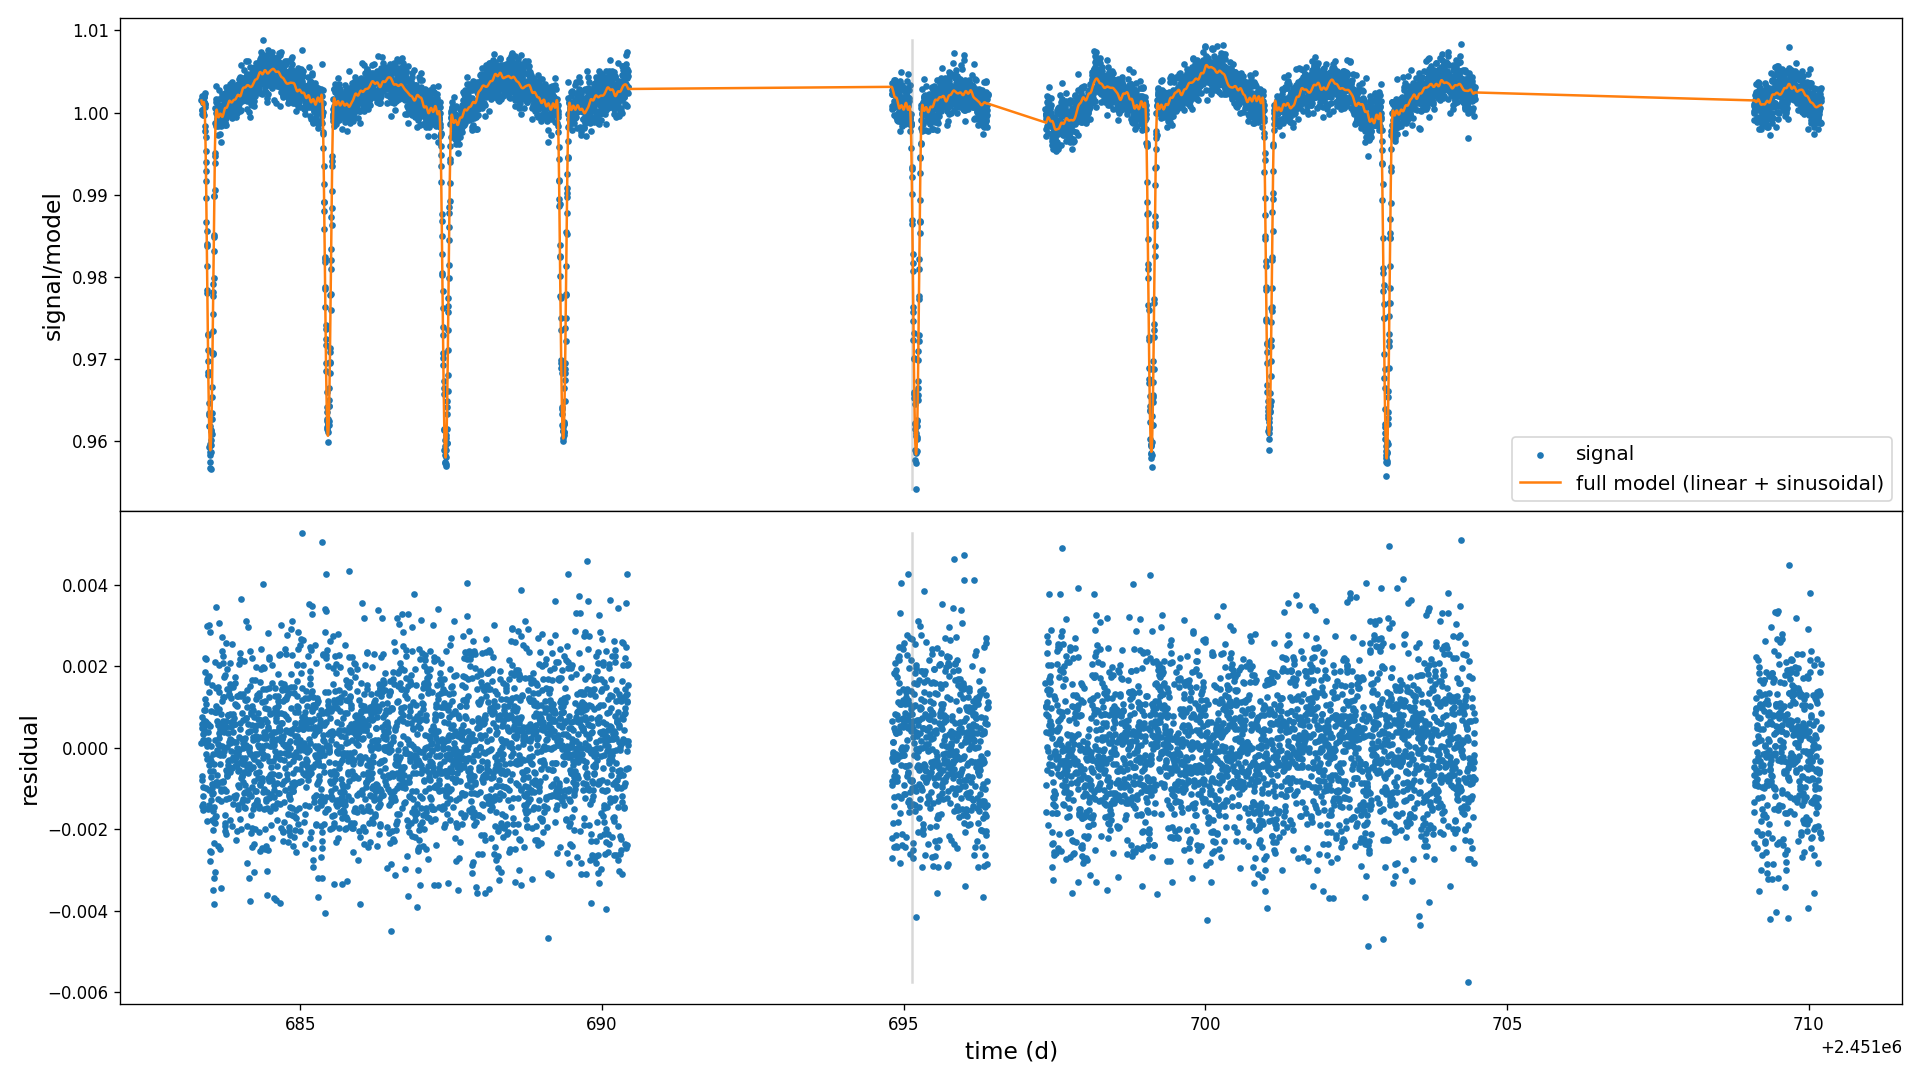 1.01
1.00
0.99
0.98
0.97
0.96
signal/model
signal
full model (linear + sinusoidal)
0.004
0.002
0.000
−0.002
−0.004
−0.006
residual
685 690 695 700 705 710
time (d)
+2.451e6